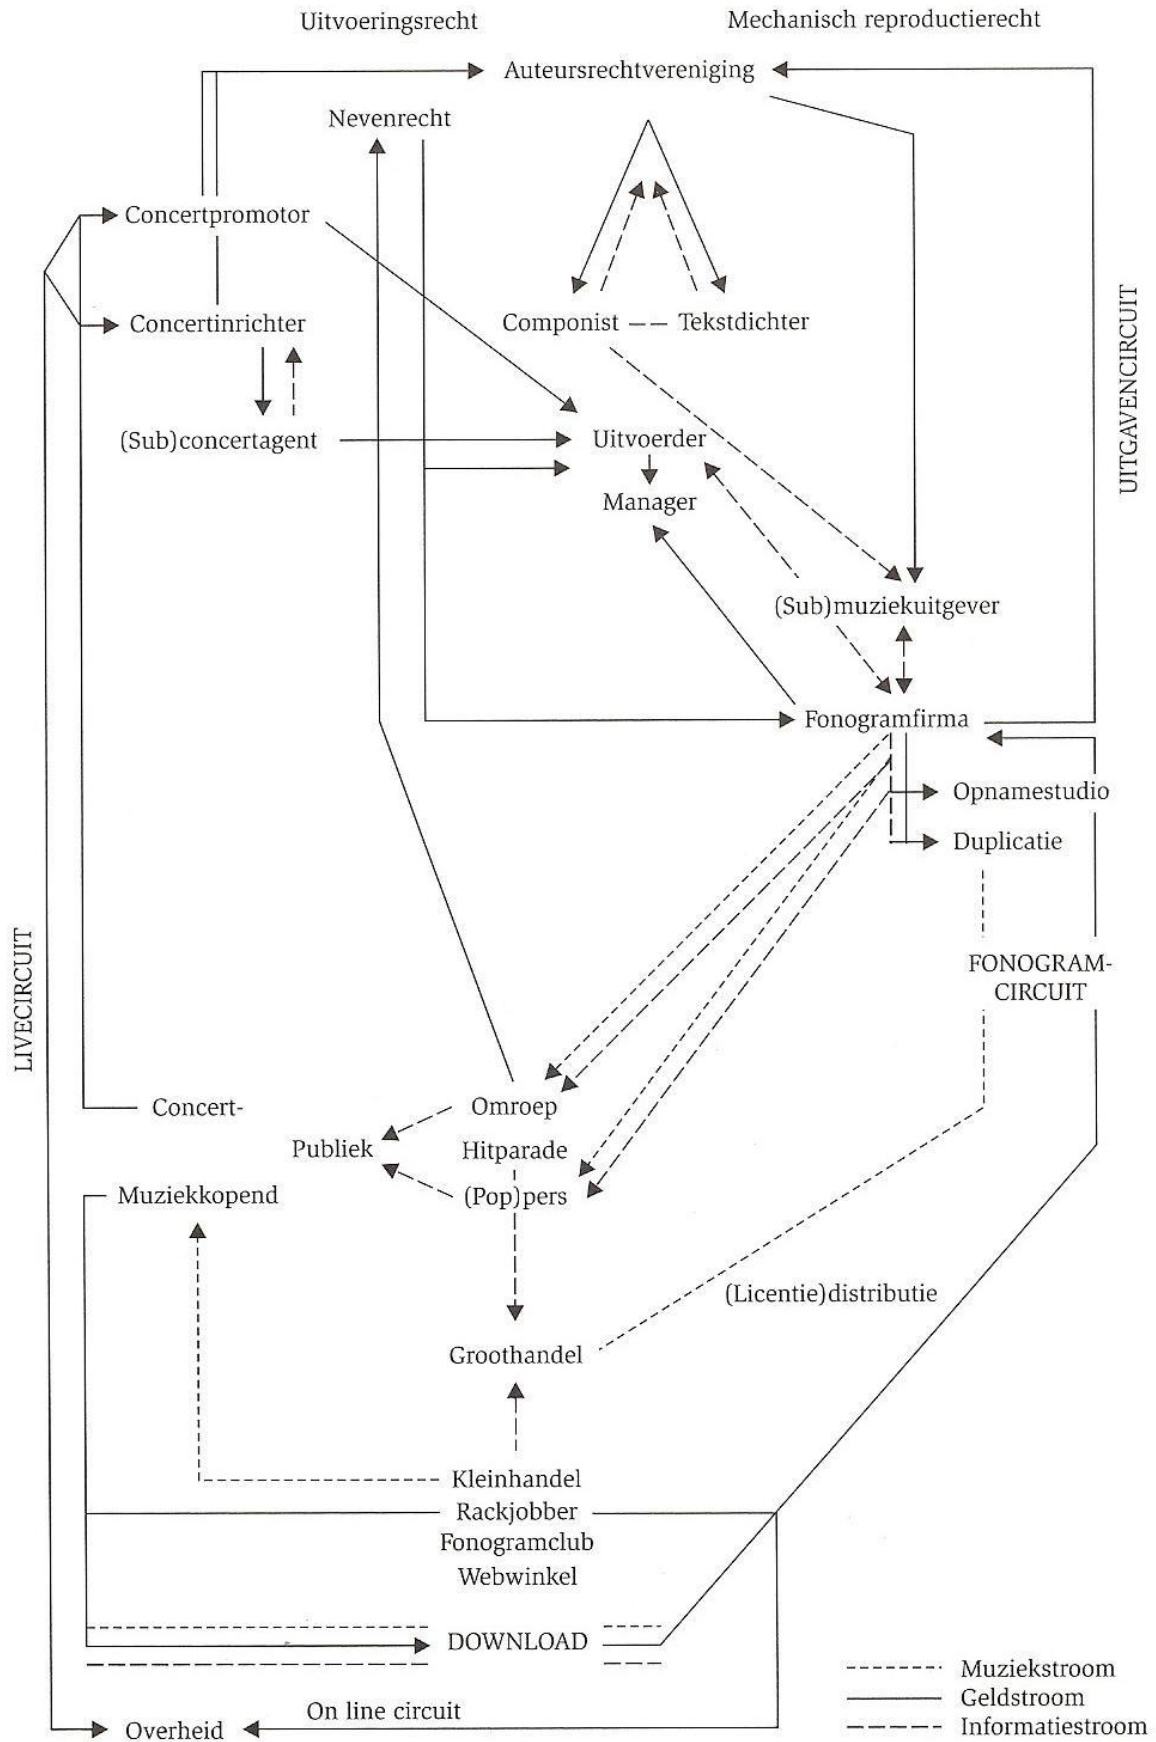 Uitvoeringsrecht
Mechanisch reproductierecht
Auteursrechtvereniging
Nevenrecht
Concertpromotor
Concertinrichter
Componist
Tekstdichter
UITGAVENCIRCUIT
(Sub)concertagent
Uitvoerder
Manager
(Sub)muziekuitgever
Fonogramfirma
Opnamestudio
Duplicatie
LIVECIRCUIT
FONOGRAM-
CIRCUIT
Concert-
Omroep
Publiek
Hitparade
Muziekkopend
(Pop)pers
(Licentie)distributie
Groothandel
Kleinhandel
Rackjobber
Fonogramclub
Webwinkel
DOWNLOAD
Muziekstroom
Geldstroom
Informatiestroom
On line circuit
Overheid